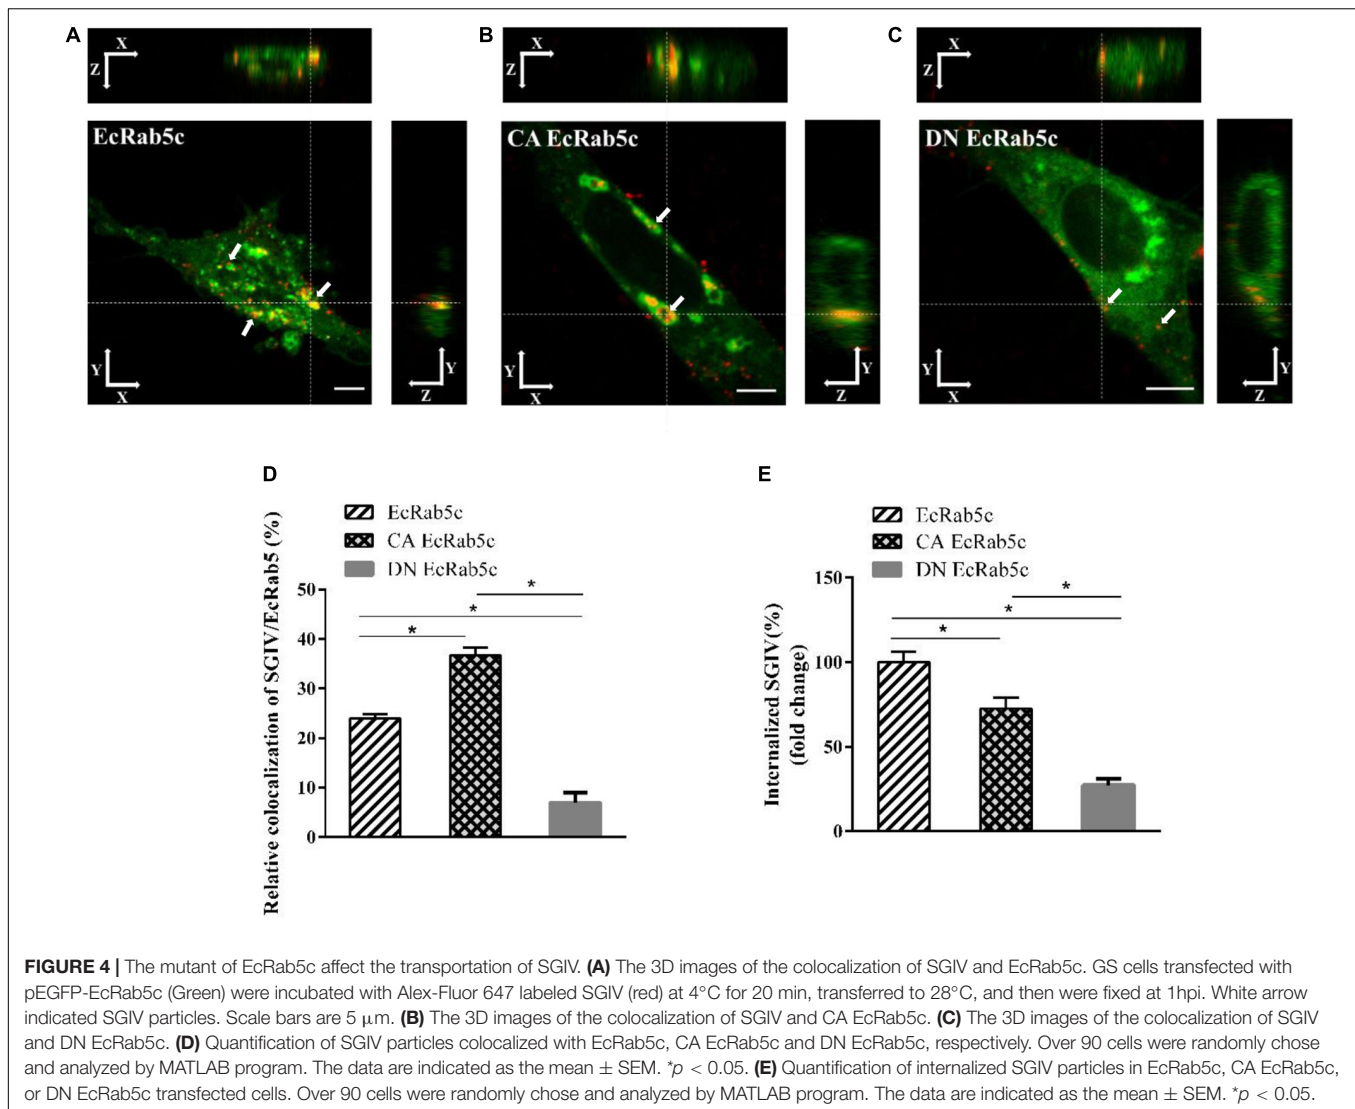 A
X
Z
EcRab5c
Y
X
Y
Z
B
X
Z
CA EcRab5c
Y
X
Y
Z
C
X
Z
DN EcRab5c
Y
X
Y
Z
D
EcRab5c
CA EcRab5c
DN EcRab5c
Relative colocalization of SGIV/EcRab5 (%)
50
40
30
20
10
0
*
*
*
E
EcRab5c
CA EcRab5c
DN EcRab5c
Internalized SGIV(%)
(fold change)
150
100
50
0
*
*
*
FIGURE 4 | The mutant of EcRab5c affect the transportation of SGIV. (A) The 3D images of the colocalization of SGIV and EcRab5c. GS cells transfected with
pEGFP-EcRab5c (Green) were incubated with Alex-Fluor 647 labeled SGIV (red) at 4°C for 20 min, transferred to 28°C, and then were fixed at 1hpi. White arrow
indicated SGIV particles. Scale bars are 5 μm. (B) The 3D images of the colocalization of SGIV and CA EcRab5c. (C) The 3D images of the colocalization of SGIV
and DN EcRab5c. (D) Quantification of SGIV particles colocalized with EcRab5c, CA EcRab5c and DN EcRab5c, respectively. Over 90 cells were randomly chose
and analyzed by MATLAB program. The data are indicated as the mean ± SEM. *p < 0.05. (E) Quantification of internalized SGIV particles in EcRab5c, CA EcRab5c,
or DN EcRab5c transfected cells. Over 90 cells were randomly chose and analyzed by MATLAB program. The data are indicated as the mean ± SEM. *p < 0.05.